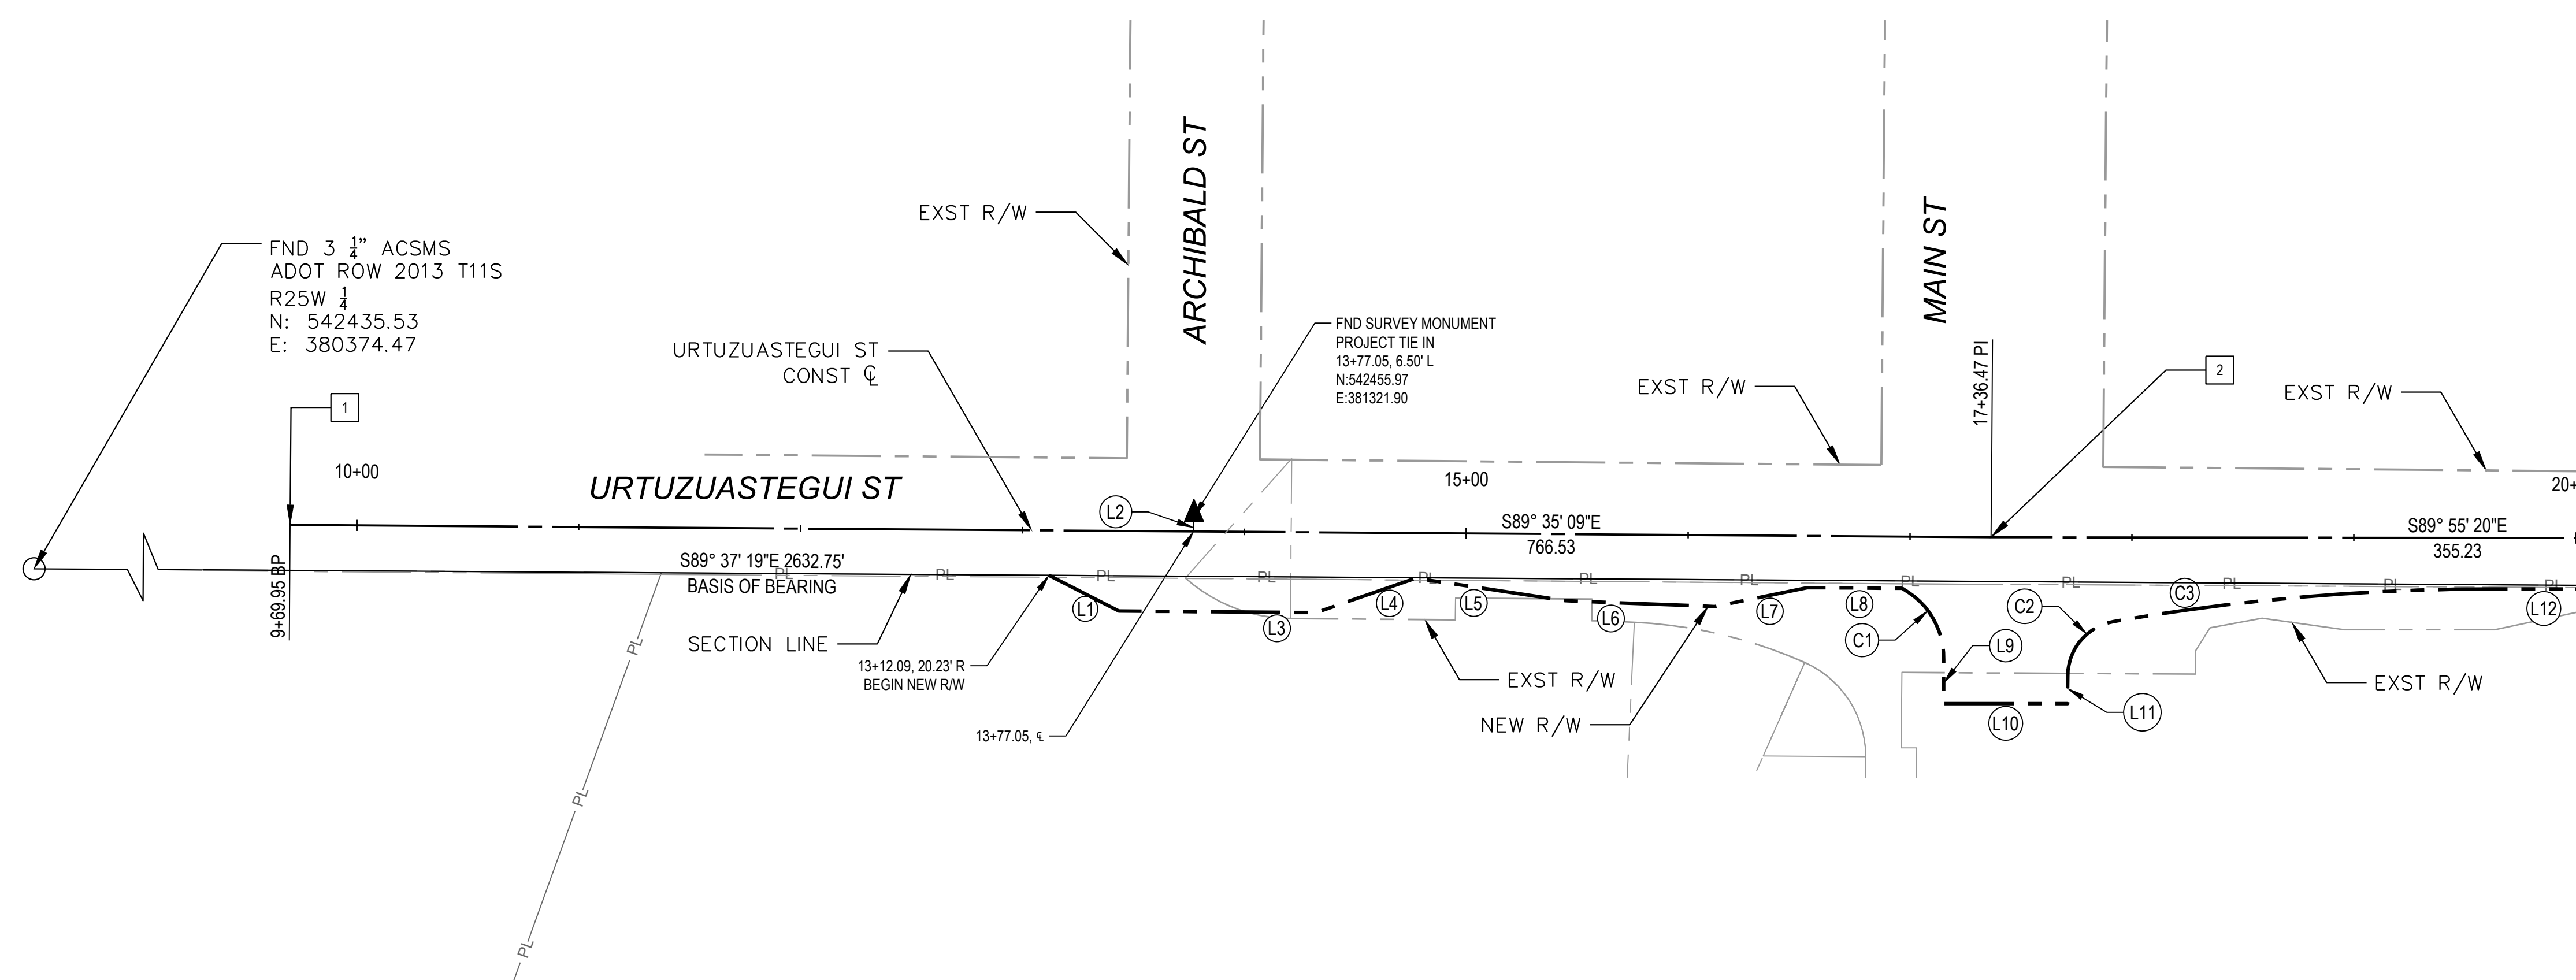 ARCHIBALD ST
MAIN ST
EXST R/W
FND 3 1/4” ACSMS
ADOT ROW 2013 T11S
R25W 1/4
N: 542435.53
E: 380374.47
URTUZUASTEGUI ST
CONST ℄
FND SURVEY MONUMENT
PROJECT TIE IN
13+77.05, 6.50' L
N:542455.97
E:381321.90
EXST R/W
17+36.47 PI
2
EXST R/W
1
10+00
URTUZUASTEGUI ST
15+00
L2
S89° 35' 09"E
766.53
S89° 55' 20"E
355.23
9+69.95 BP
S89° 37' 19"E 2632.75'
BASIS OF BEARING
PL
PL
PL
PL
PL
PL
PL
PL
PL
PL
PL
PL
SECTION LINE
13+12.09, 20.23' R
BEGIN NEW R/W
13+77.05, ℄
L1
L3
L4
L5
L6
L7
L8
C1
L9
L10
C2
C3
L11
L12
EXST R/W
NEW R/W
EXST R/W
PL
PL
PL